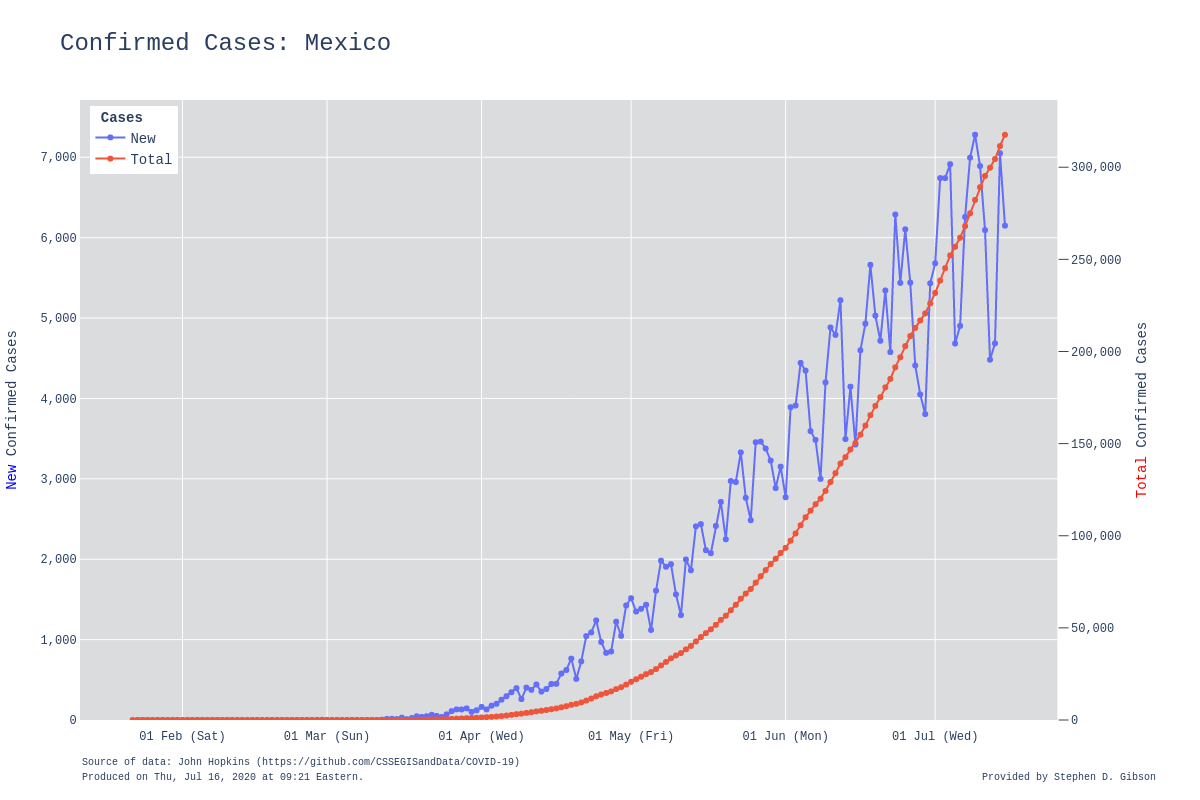 Confirmed Cases: Mexico
Cases
New
Total
7,000
6,000
5,000
4,000
3,000
2,000
1,000
0
New Confirmed Cases
300,000
250,000
200,000
150,000
100,000
50,000
0
Total Confirmed Cases
01 Feb (Sat)
01 Mar (Sun)
01 Apr (Wed)
01 May (Fri)
01 Jun (Mon)
01 Jul (Wed)
Source of data: John Hopkins (https://github.com/CSSEGISandData/COVID-19)
Produced on Thu, Jul 16, 2020 at 09:21 Eastern.
Provided by Stephen D. Gibson